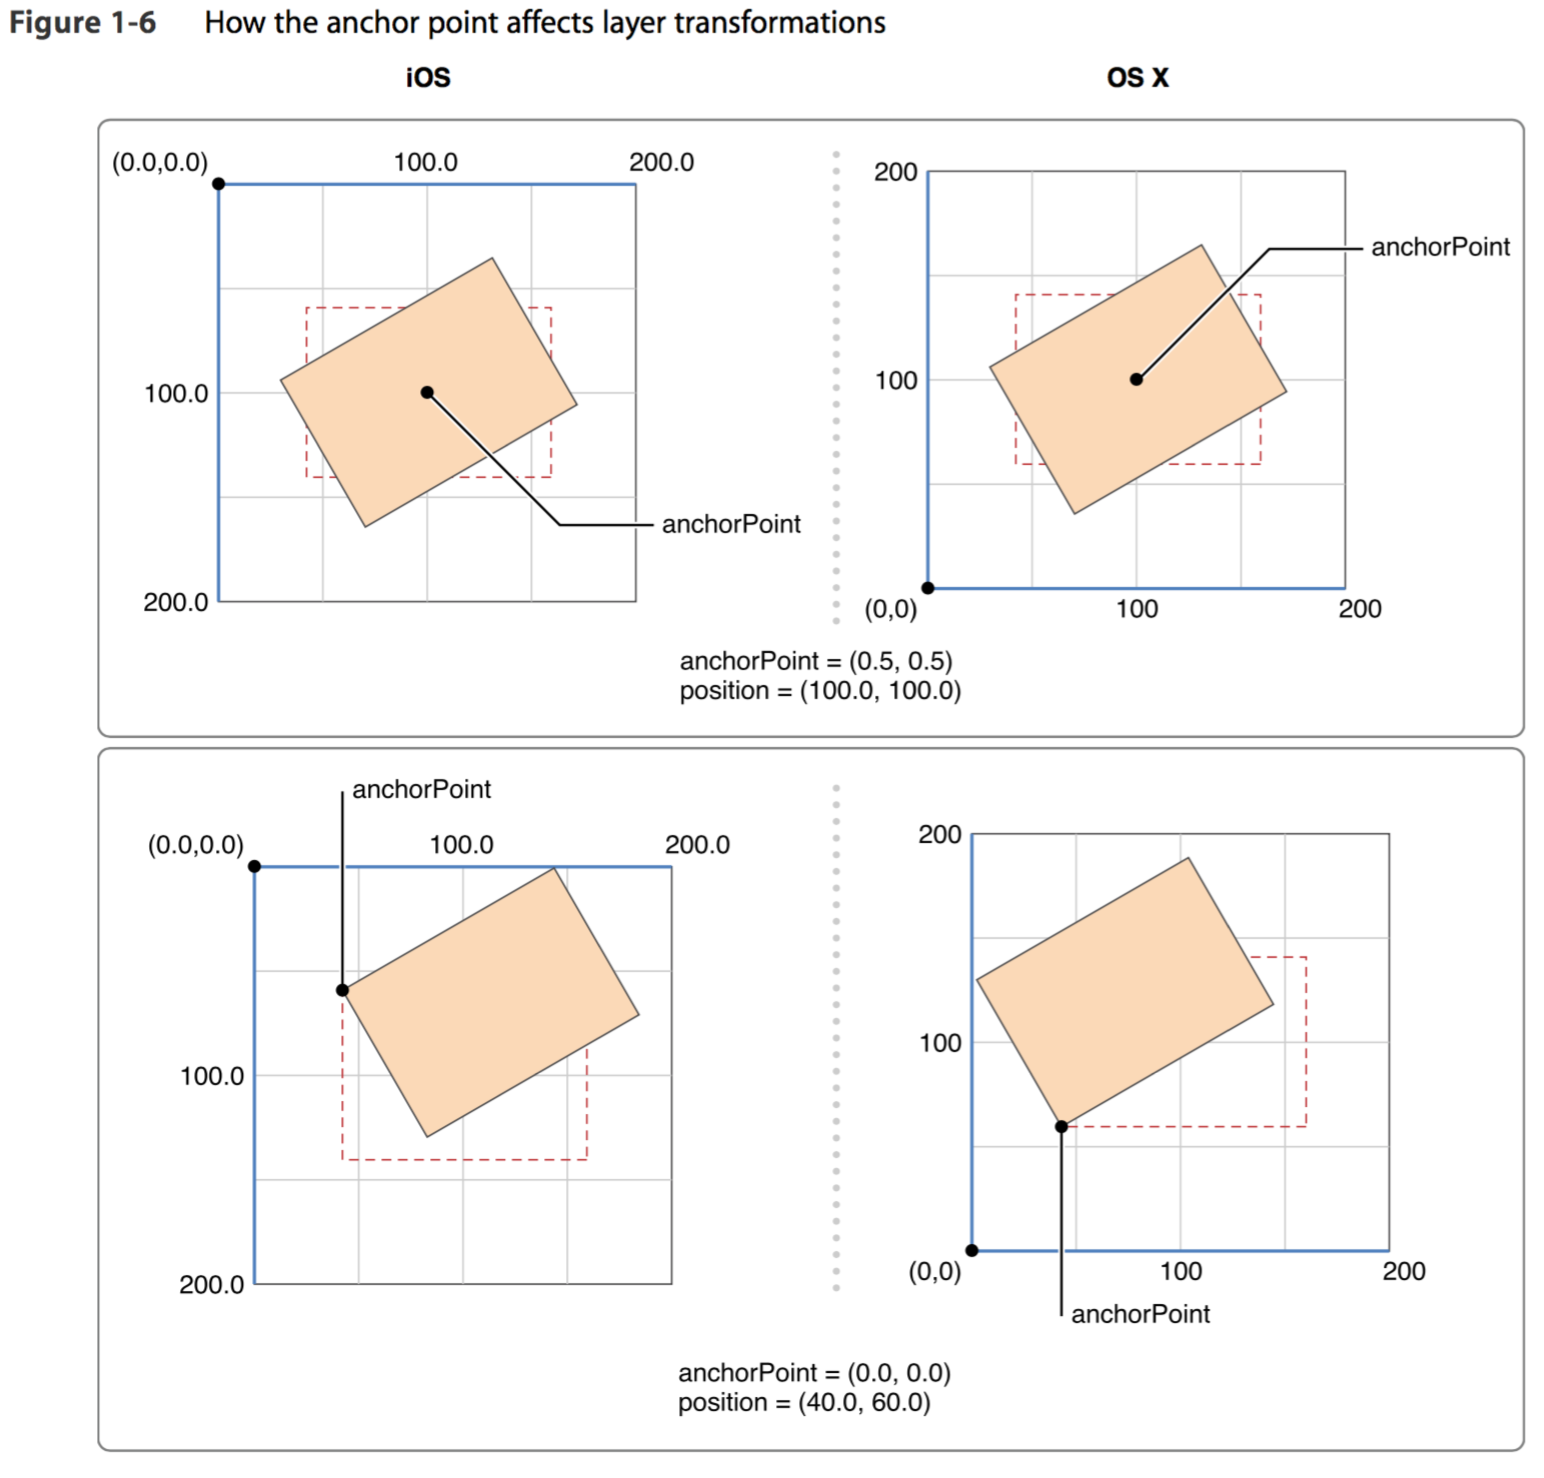 Figure 1-6 How the anchor point affects layer transformations
iOS
OS X
(0.0,0.0) 100.0 200.0
100.0
200.0
anchorPoint
200
100
(0,0) 100 200
anchorPoint
anchorPoint = (0.5, 0.5)
position = (100.0, 100.0)
anchorPoint
(0.0,0.0) 100.0 200.0
100.0
200.0
200
100
(0,0) 100 200
anchorPoint
anchorPoint = (0.0, 0.0)
position = (40.0, 60.0)